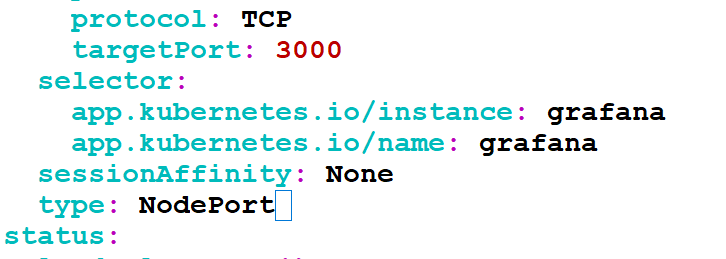 protocol: TCP
targetPort: 3000
selector:
app.kubernetes.io/instance: grafana
app.kubernetes.io/name: grafana
sessionAffinity: None
type: NodePort
status: